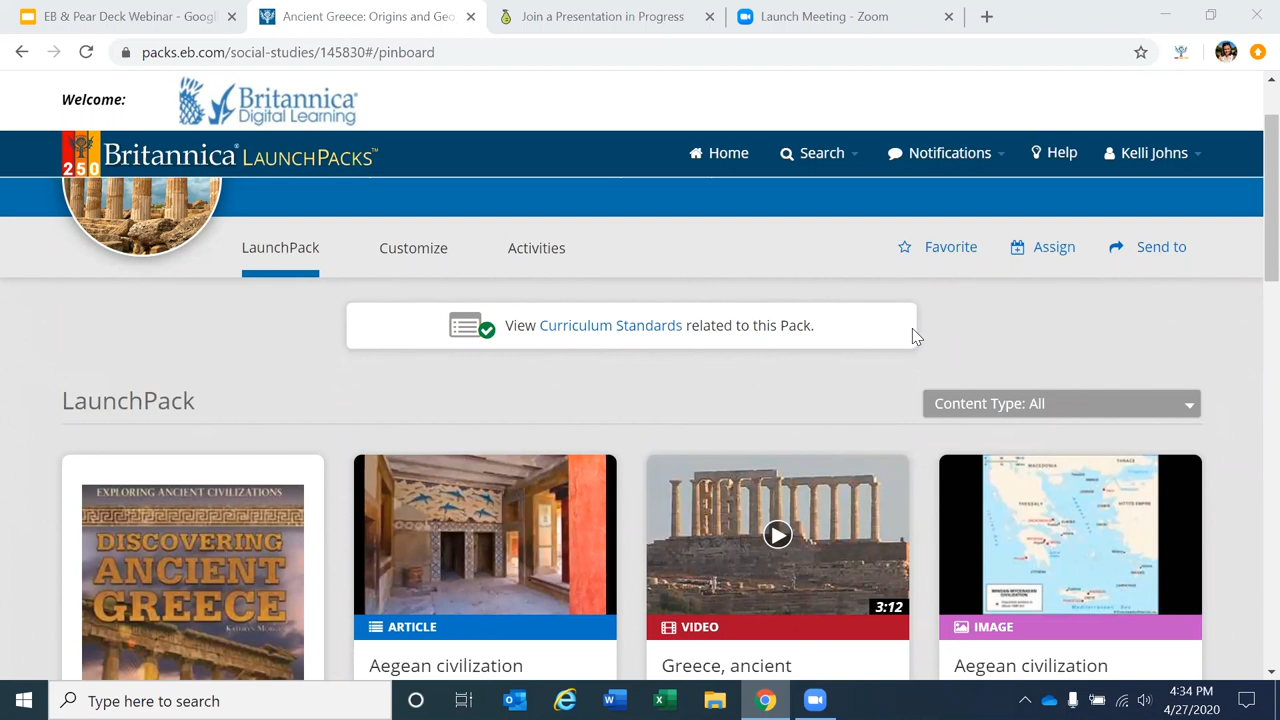 EB & Pear Deck Webinar - Googl
Ancient Greece: Origins and Geo
Join a Presentation in Progress
Launch Meeting - Zoom
packs.eb.com/social-studies/145830#/pinboard
Welcome:
Britannica®
Digital Learning
250
Britannica® LAUNCHPACKS™
Home
Search
Notifications
Help
Kelli Johns
LaunchPack
Customize
Activities
Favorite
Assign
Send to
View Curriculum Standards related to this Pack.
LaunchPack
Content Type: All
EXPLORING ANCIENT CIVILIZATIONS
DISCOVERING
ANCIENT
GREECE
3:12
ARTICLE
VIDEO
IMAGE
Aegean civilization
Greece, ancient
Aegean civilization
Type here to search
4:34 PM
4/27/2020